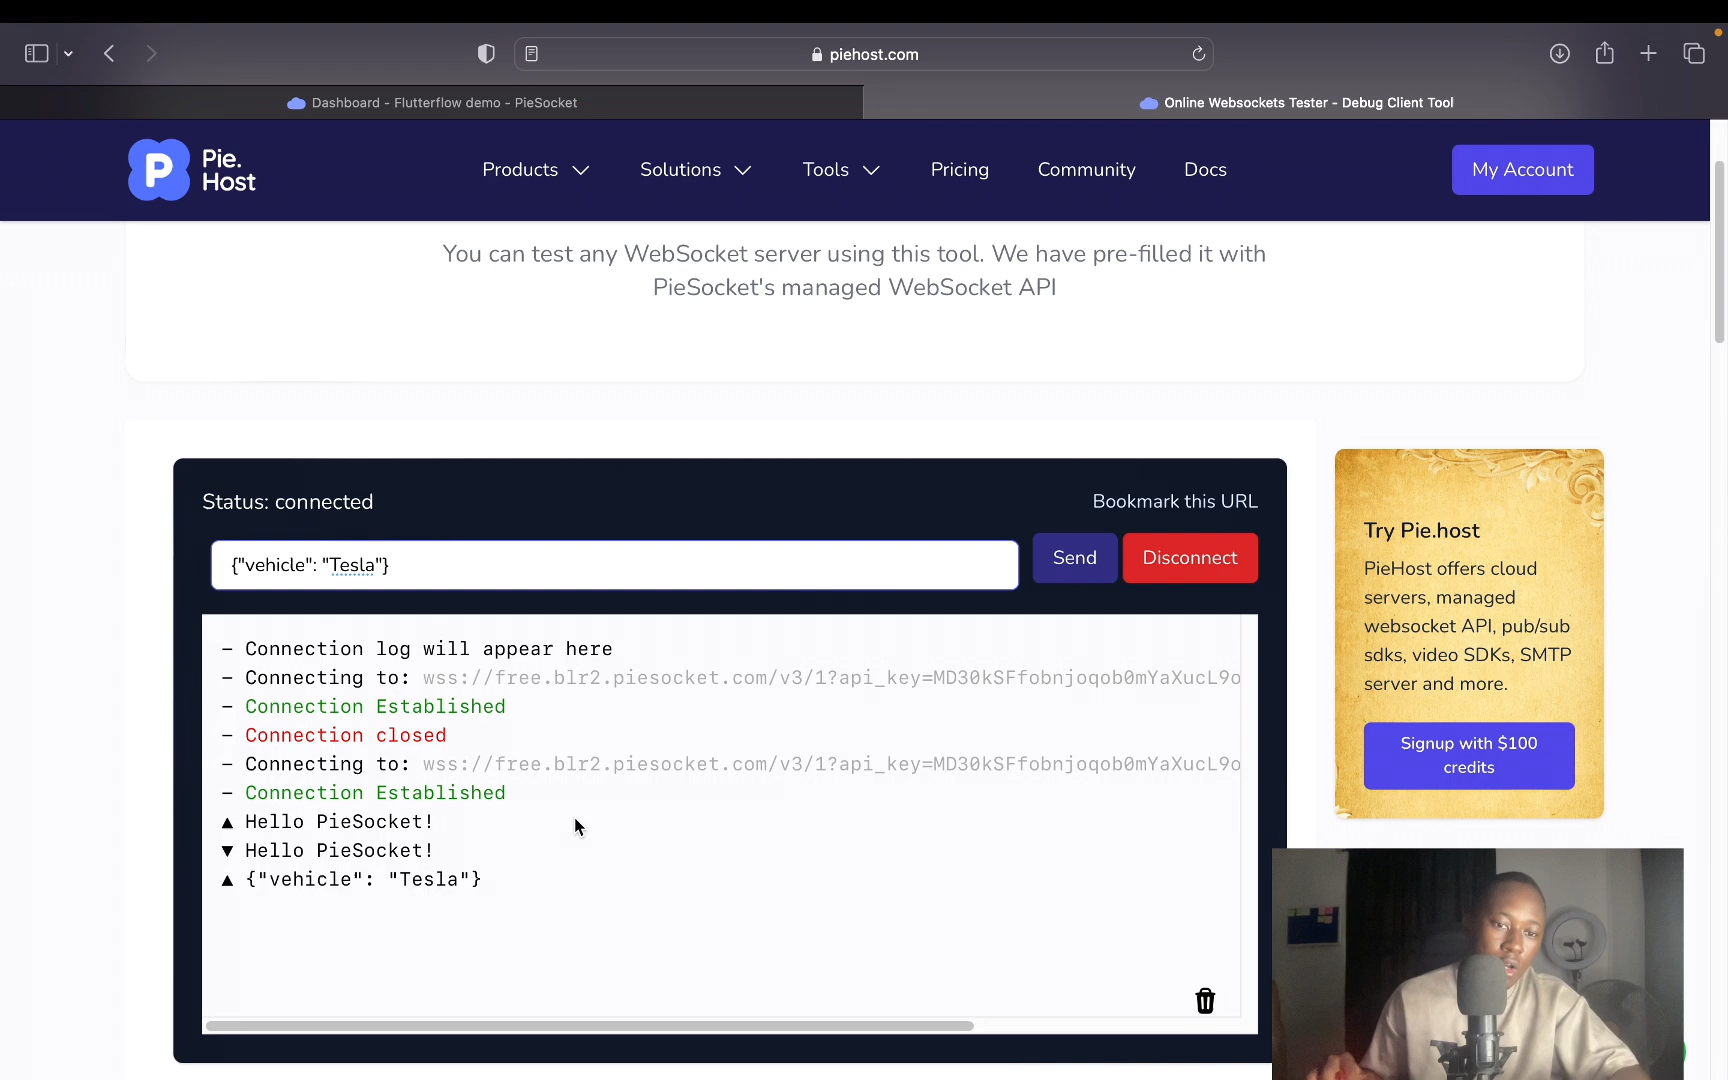 piehost.com
Dashboard - Flutterflow demo - PieSocket
Online Websockets Tester - Debug Client Tool
P
Pie.
Host
Products
Solutions
Tools
Pricing
Community
Docs
My Account
You can test any WebSocket server using this tool. We have pre-filled it with
PieSocket's managed WebSocket API
Status: connected
Bookmark this URL
{"vehicle": "Tesla"}
Send
Disconnect
- Connection log will appear here
- Connecting to: wss://free.blr2.piesocket.com/v3/1?api_key=MD30kSFfobnjoqob0mYaXucL9o
- Connection Established
- Connection closed
- Connecting to: wss://free.blr2.piesocket.com/v3/1?api_key=MD30kSFfobnjoqob0mYaXucL9o
- Connection Established
▲ Hello PieSocket!
▼ Hello PieSocket!
▲ {"vehicle": "Tesla"}
Try Pie.host
PieHost offers cloud
servers, managed
websocket API, pub/sub
sdks, video SDKs, SMTP
server and more.
Signup with $100
credits